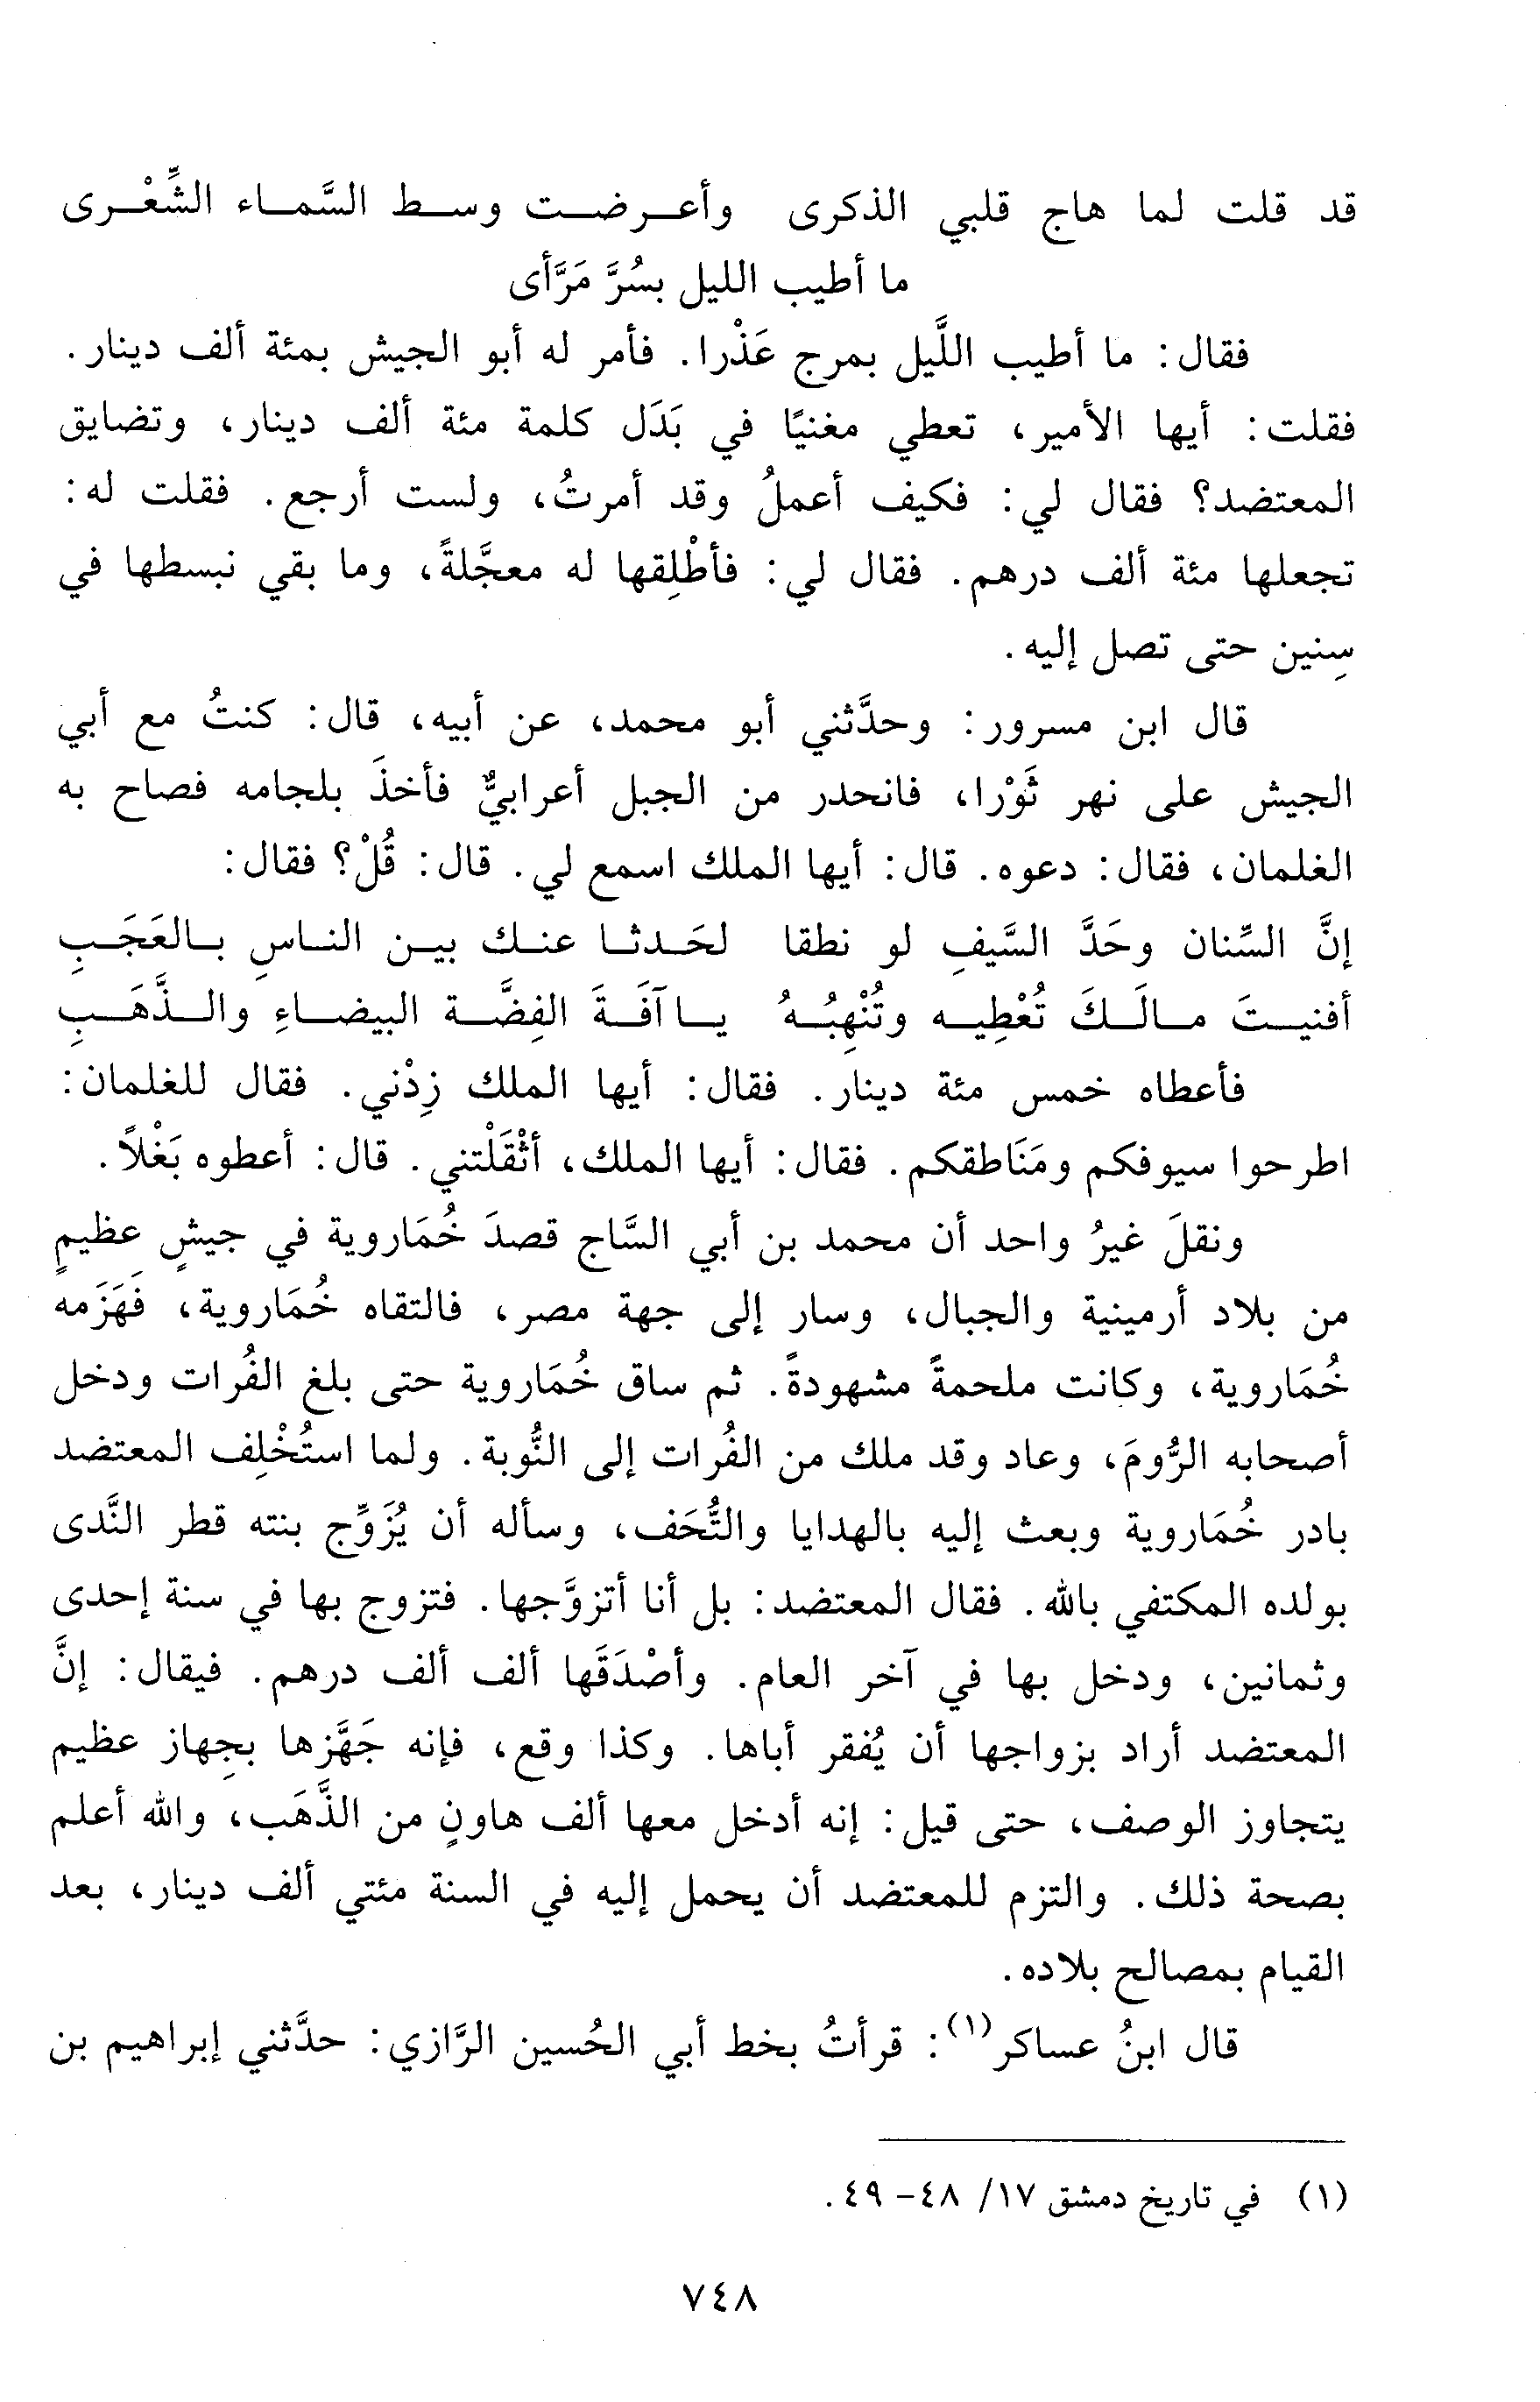 قد قلت لما هاج قلبي الذكرى وأعرضت وسط السَّماء الشِّعْرى
ما أطيب الليل بسُرَّ مَرَّأَى
فقال: ما أطيب اللَّيل بمرج عَذْرا. فأمر له أبو الجيش بمئة ألف دينار.
فقلت: أيها الأمير، تعطي مغنيًا في بَدَل كلمة مئة ألف دينار، وتضايق
المعتضد؟ فقال لي: فكيف أعملُ وقد أمرتُ، ولست أرجع. فقلت له:
تجعلها مئة ألف درهم. فقال لي: فأطْلِقها له معجَّلةً، وما بقي نبسطها في
سِنين حتى تصل إليه.
قال ابن مسرور: وحدَّثني أبو محمد، عن أبيه، قال: كنتُ مع أبي
الجيش على نهر ثَوْرا، فانحدر من الجبل أعرابيٌّ فأخذَ بلجامه فصاح به
الغلمان، فقال: دعوه. قال: أيها الملك اسمع لي. قال: قُلْ؟ فقال:
إنَّ السِّنان وحَدَّ السَّيفِ لو نطقا لحَدثا عنك بين الناسِ بالعَجَبِ
أفنيتَ مالَكَ تُعْطِيه وتُنْهِبُهُ يا آفَةَ الفِضَّة البيضاءِ والذَّهَبِ
فأعطاه خمس مئة دينار. فقال: أيها الملك زِدْني. فقال للغلمان:
اطرحوا سيوفكم ومَنَاطقكم. فقال: أيها الملك، أثْقَلْتني. قال: أعطوه بَغْلاً.
ونقلَ غيرُ واحد أن محمد بن أبي السَّاج قصدَ خُمَاروية في جيشٍ عظيمٍ
من بلاد أرمينية والجبال، وسار إلى جهة مصر، فالتقاه خُمَاروية، فَهَزَمه
خُمَاروية، وكانت ملحمةً مشهودةً. ثم ساق خُمَاروية حتى بلغ الفُرات ودخل
أصحابه الرُّومَ، وعاد وقد ملك من الفُرات إلى النُّوبة. ولما استُخْلِف المعتضد
بادر خُمَاروية وبعث إليه بالهدايا والتُّحَف، وسأله أن يُزَوِّج بنته قطر النَّدى
بولده المكتفي بالله. فقال المعتضد: بل أنا أتزوَّجها. فتزوج بها في سنة إحدى
وثمانين، ودخل بها في آخر العام. وأصْدَقَها ألف ألف درهم. فيقال: إنَّ
المعتضد أراد بزواجها أن يُفقر أباها. وكذا وقع، فإنه جَهَّزها بجِهاز عظيم
يتجاوز الوصف، حتى قيل: إنه أدخل معها ألف هاونٍ من الذَّهَب، والله أعلم
بصحة ذلك. والتزم للمعتضد أن يحمل إليه في السنة مئتي ألف دينار، بعد
القيام بمصالح بلاده.
قال ابنُ عساكر(١): قرأتُ بخط أبي الحُسين الرَّازي: حدَّثني إبراهيم بن
(١) في تاريخ دمشق ١٧/ ٤٨ - ٤٩.
٧٤٨